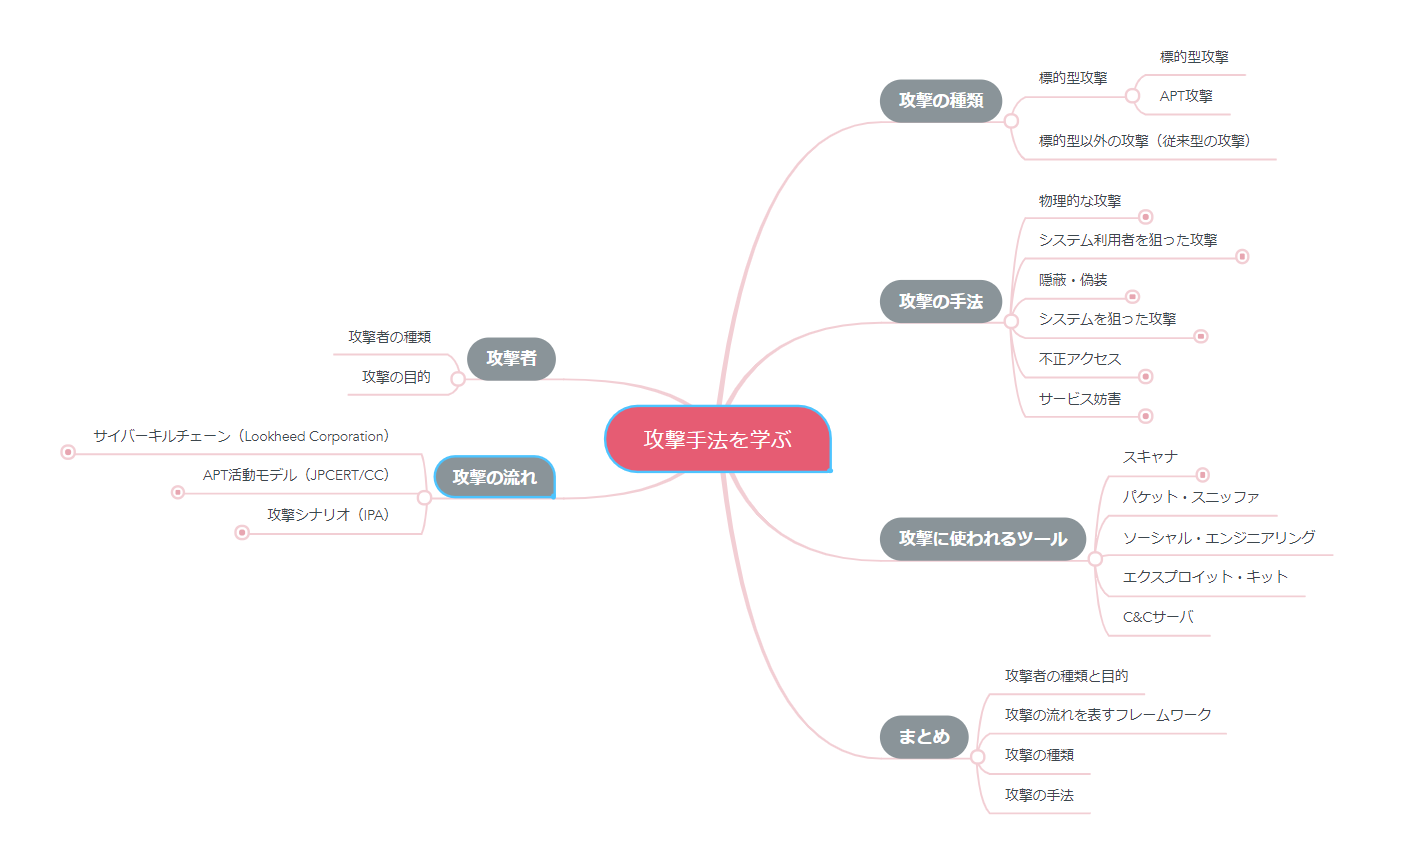 攻撃手法を学ぶ
攻撃者
攻撃者の種類
攻撃の目的
攻撃の流れ
サイバーキルチェーン（Lookheed Corporation）
APT活動モデル（JPCERT/CC）
攻撃シナリオ（IPA）
攻撃の種類
標的型攻撃
標的型攻撃
APT攻撃
標的型以外の攻撃（従来型の攻撃）
攻撃の手法
物理的な攻撃
システム利用者を狙った攻撃
隠蔽・偽装
システムを狙った攻撃
不正アクセス
サービス妨害
攻撃に使われるツール
スキャナ
パケット・スニッファ
ソーシャル・エンジニアリング
エクスプロイット・キット
C&Cサーバ
まとめ
攻撃者の種類と目的
攻撃の流れを表すフレームワーク
攻撃の種類
攻撃の手法